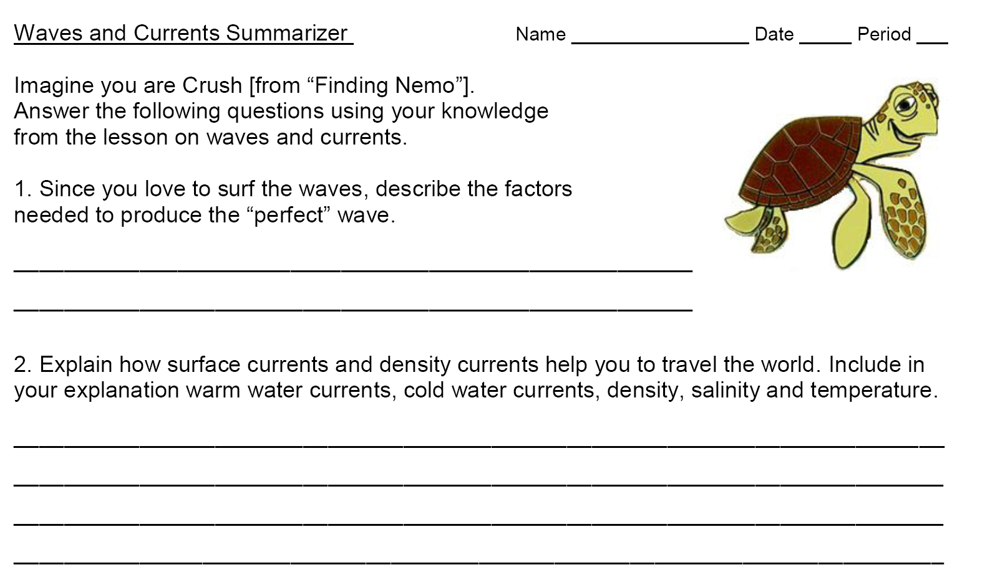 Waves and Currents Summarizer Name _________________ Date _____ Period ___
Imagine you are Crush [from “Finding Nemo”].
Answer the following questions using your knowledge
from the lesson on waves and currents.
1. Since you love to surf the waves, describe the factors
needed to produce the “perfect” wave.
2. Explain how surface currents and density currents help you to travel the world. Include in
your explanation warm water currents, cold water currents, density, salinity and temperature.